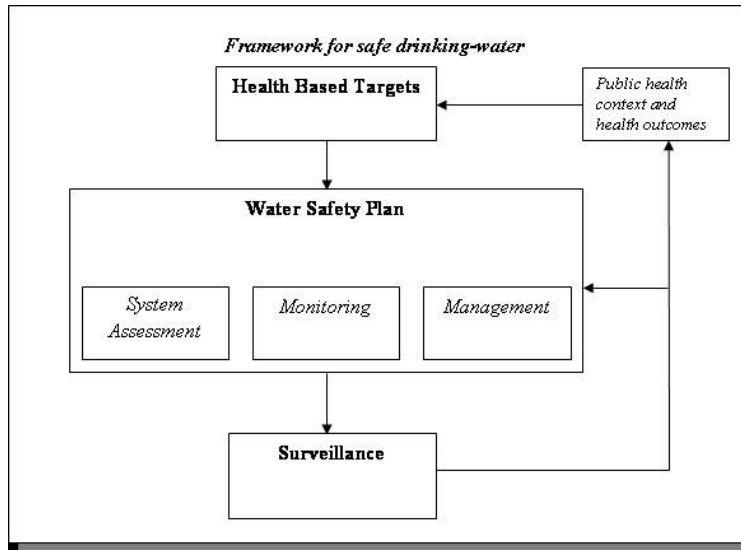 Framework for safe drinking-water
Health Based Targets
Public health
context and
health outcomes
Water Safety Plan
System
Assessment
Monitoring
Management
Surveillance